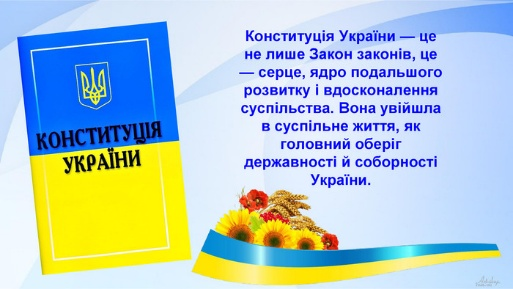 КОНСТИТУЦІЯ
УКРАЇНИ
Конституція України — це
не лише Закон законів, це
— серце, ядро подальшого
розвитку і вдосконалення
суспільства. Вона увійшла
в суспільне життя, як
головний оберіг
державності й соборності
України.